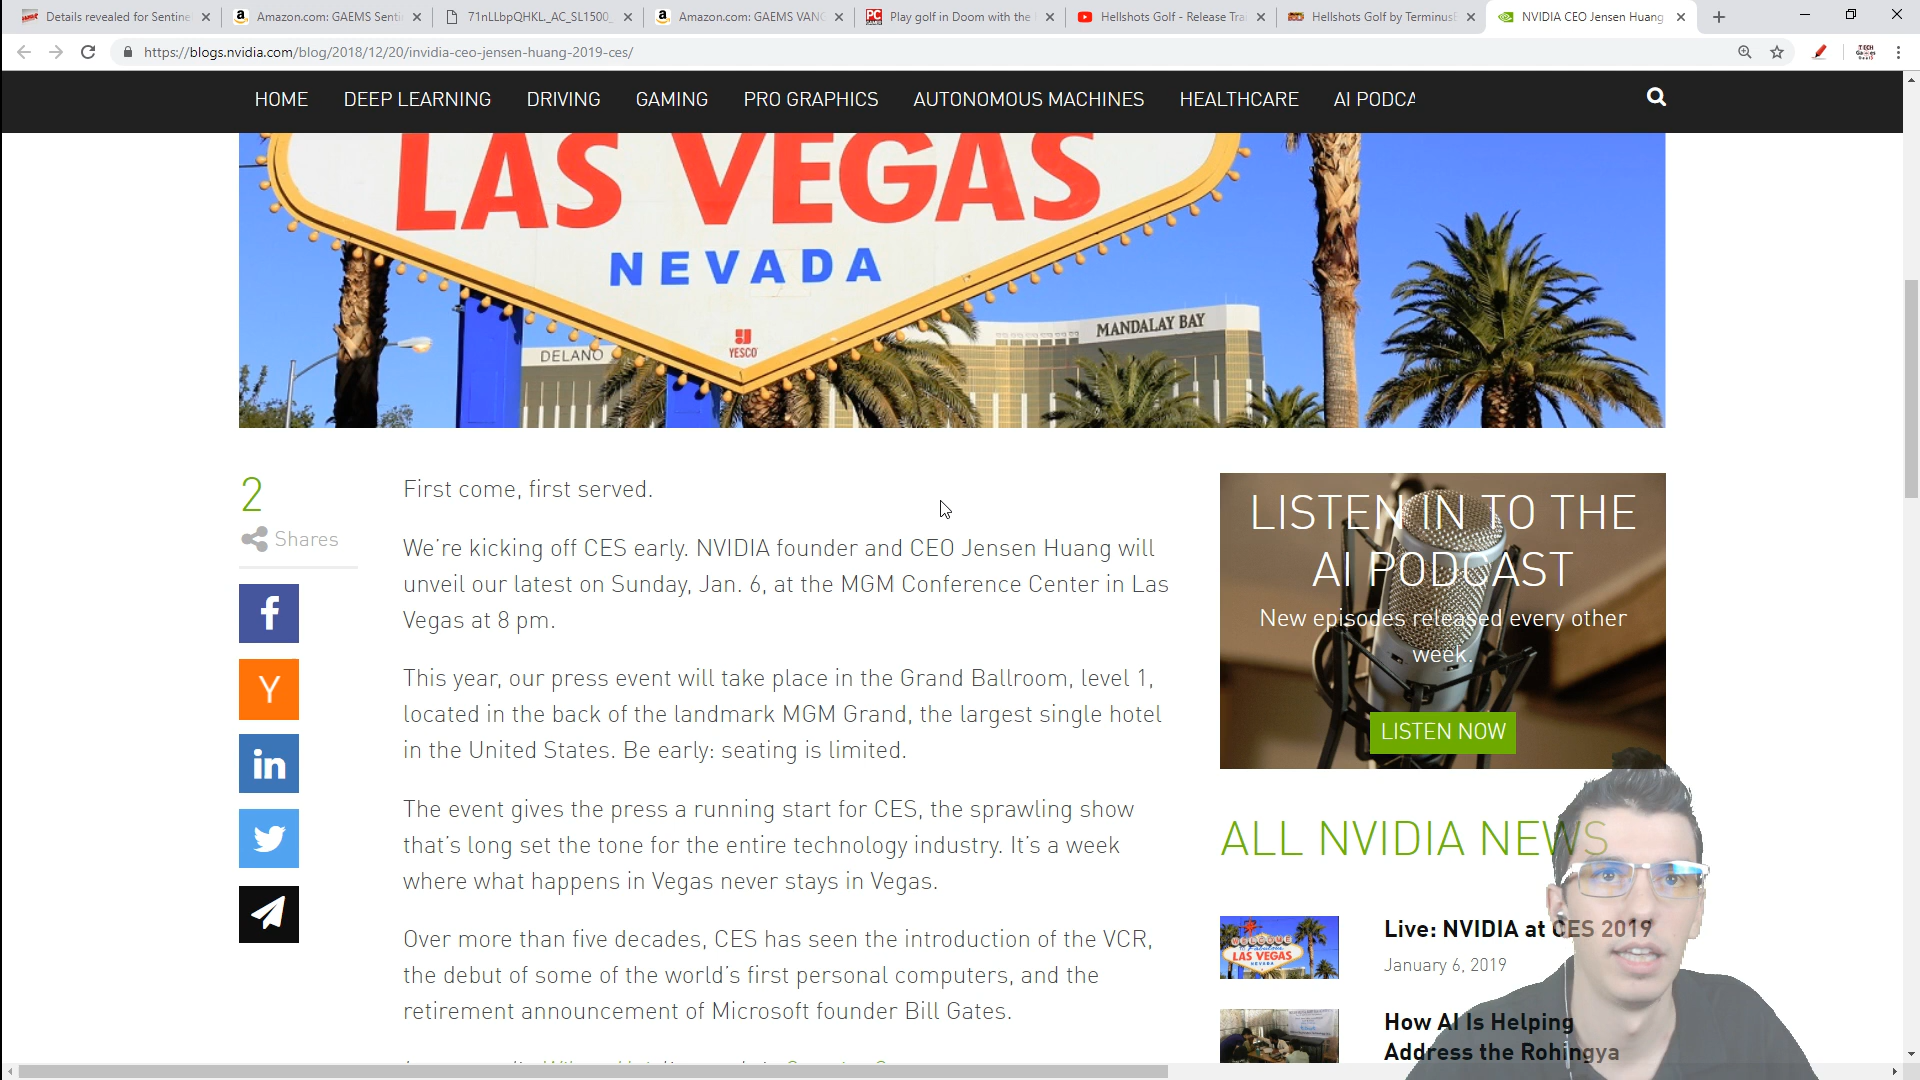 Details revealed for Sentine
Amazon.com: GAEMS Senti
71nLLbpQHKL._AC_SL1500_
Amazon.com: GAEMS VANG
Play golf in Doom with the
Hellshots Golf - Release Tra
Hellshots Golf by Terminus
NVIDIA CEO Jensen Huang
https://blogs.nvidia.com/blog/2018/12/20/invidia-ceo-jensen-huang-2019-ces/
HOME DEEP LEARNING DRIVING GAMING PRO GRAPHICS AUTONOMOUS MACHINES HEALTHCARE AI PODCA
LAS VEGAS
NEVADA
YESCO
DELANO
MANDALAY BAY
2
Shares
First come, first served.
We're kicking off CES early. NVIDIA founder and CEO Jensen Huang will
unveil our latest on Sunday, Jan. 6, at the MGM Conference Center in Las
Vegas at 8 pm.
This year, our press event will take place in the Grand Ballroom, level 1,
located in the back of the landmark MGM Grand, the largest single hotel
in the United States. Be early: seating is limited.
The event gives the press a running start for CES, the sprawling show
that's long set the tone for the entire technology industry. It's a week
where what happens in Vegas never stays in Vegas.
Over more than five decades, CES has seen the introduction of the VCR,
the debut of some of the world's first personal computers, and the
retirement announcement of Microsoft founder Bill Gates.
LISTEN IN TO THE
AI PODCAST
New episodes released every other
week.
LISTEN NOW
ALL NVIDIA NEWS
WELCOME
LAS VEGAS
NEVADA
Live: NVIDIA at CES 2019
January 6, 2019
How AI Is Helping
Address the Rohingya